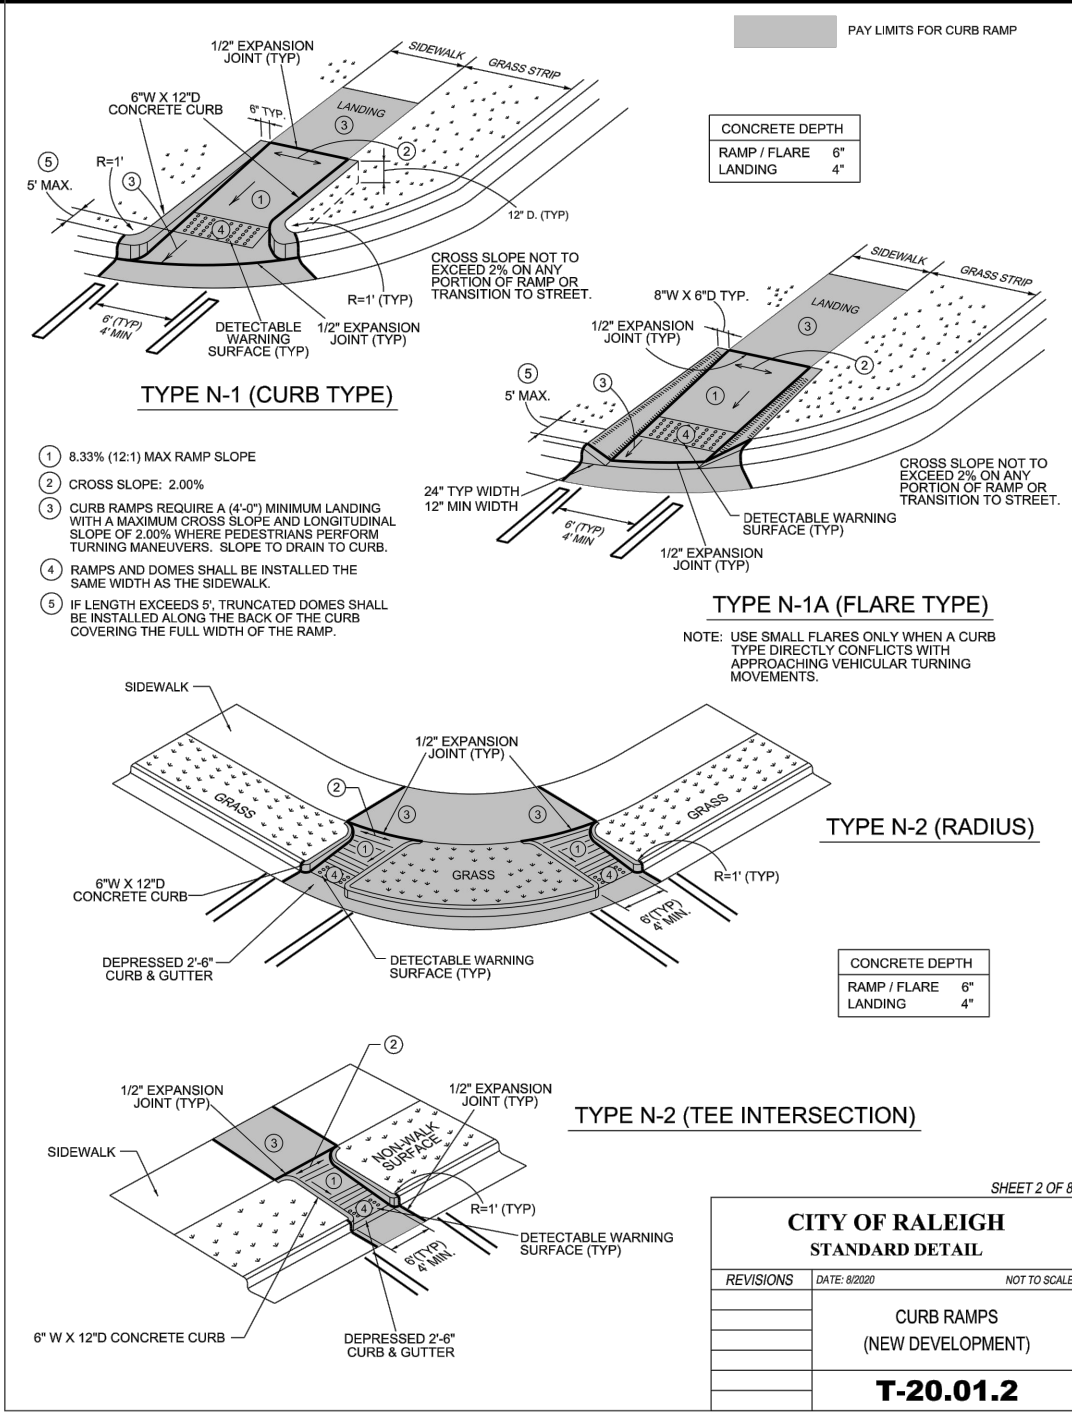 PAY LIMITS FOR CURB RAMP
CONCRETE DEPTH
RAMP / FLARE 6"
LANDING 4"
1/2" EXPANSION
JOINT (TYP)
SIDEWALK
GRASS STRIP
6"W X 12"D
CONCRETE CURB
6" TYP.
LANDING
3
2
5
5' MAX.
R=1'
3
1
4
12" D. (TYP)
R=1' (TYP)
CROSS SLOPE NOT TO
EXCEED 2% ON ANY
PORTION OF RAMP OR
TRANSITION TO STREET.
6' (TYP)
4' MIN
DETECTABLE
WARNING
SURFACE (TYP)
1/2" EXPANSION
JOINT (TYP)
TYPE N-1 (CURB TYPE)
SIDEWALK
GRASS STRIP
8"W X 6"D TYP.
LANDING
1/2" EXPANSION
JOINT (TYP)
3
2
5
5' MAX.
3
1
4
24" TYP WIDTH
12" MIN WIDTH
6' (TYP)
4' MIN
DETECTABLE WARNING
SURFACE (TYP)
1/2" EXPANSION
JOINT (TYP)
CROSS SLOPE NOT TO
EXCEED 2% ON ANY
PORTION OF RAMP OR
TRANSITION TO STREET.
TYPE N-1A (FLARE TYPE)
NOTE: USE SMALL FLARES ONLY WHEN A CURB
TYPE DIRECTLY CONFLICTS WITH
APPROACHING VEHICULAR TURNING
MOVEMENTS.
1 8.33% (12:1) MAX RAMP SLOPE
2 CROSS SLOPE: 2.00%
3 CURB RAMPS REQUIRE A (4'-0") MINIMUM LANDING
WITH A MAXIMUM CROSS SLOPE AND LONGITUDINAL
SLOPE OF 2.00% WHERE PEDESTRIANS PERFORM
TURNING MANEUVERS. SLOPE TO DRAIN TO CURB.
4 RAMPS AND DOMES SHALL BE INSTALLED THE
SAME WIDTH AS THE SIDEWALK.
5 IF LENGTH EXCEEDS 5', TRUNCATED DOMES SHALL
BE INSTALLED ALONG THE BACK OF THE CURB
COVERING THE FULL WIDTH OF THE RAMP.
SIDEWALK
1/2" EXPANSION
JOINT (TYP)
2
3
3
GRASS
GRASS
1
1
4
GRASS
4
6"W X 12"D
CONCRETE CURB
R=1' (TYP)
6'(TYP)
4' MIN.
DEPRESSED 2'-6"
CURB & GUTTER
DETECTABLE WARNING
SURFACE (TYP)
TYPE N-2 (RADIUS)
CONCRETE DEPTH
RAMP / FLARE 6"
LANDING 4"
2
1/2" EXPANSION
JOINT (TYP)
1/2" EXPANSION
JOINT (TYP)
SIDEWALK
3
NON-WALK
SURFACE
1
4
R=1' (TYP)
DETECTABLE WARNING
SURFACE (TYP)
6'(TYP)
4' MIN.
6" W X 12"D CONCRETE CURB
DEPRESSED 2'-6"
CURB & GUTTER
TYPE N-2 (TEE INTERSECTION)
SHEET 2 OF 8
CITY OF RALEIGH
STANDARD DETAIL
REVISIONS
DATE: 8/2020
NOT TO SCALE
CURB RAMPS
(NEW DEVELOPMENT)
T-20.01.2